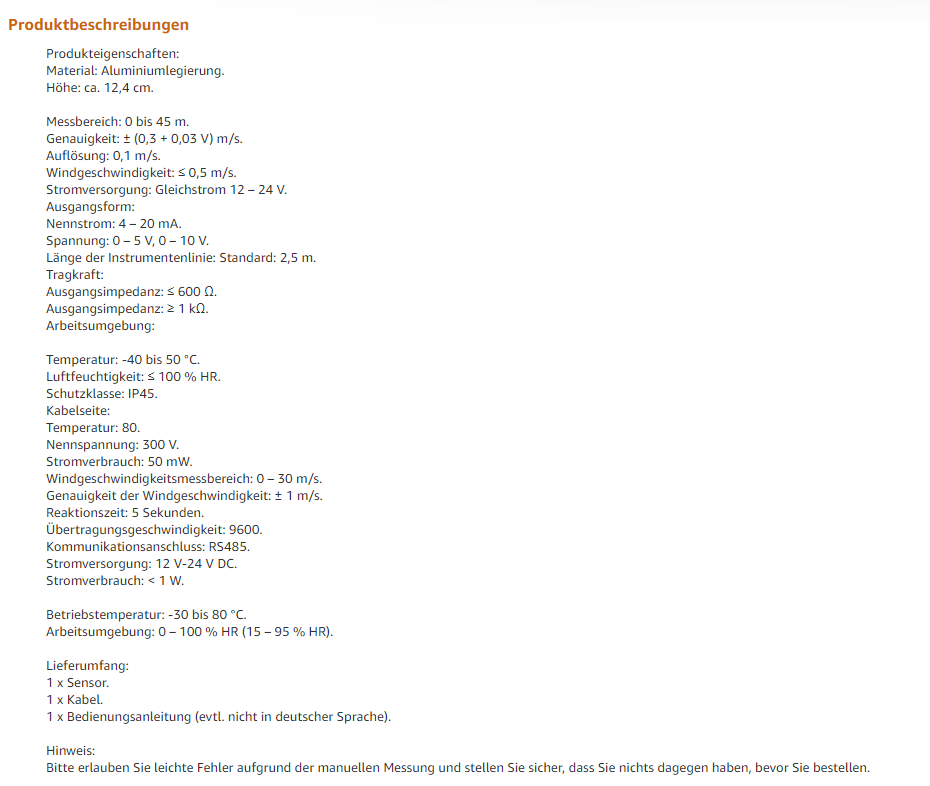 Produktbeschreibungen
Produkteigenschaften:
Material: Aluminiumlegierung.
Höhe: ca. 12,4 cm.
Messbereich: 0 bis 45 m.
Genauigkeit: ± (0,3 + 0,03 V) m/s.
Auflösung: 0,1 m/s.
Windgeschwindigkeit: ≤ 0,5 m/s.
Stromversorgung: Gleichstrom 12 – 24 V.
Ausgangsform:
Nennstrom: 4 – 20 mA.
Spannung: 0 – 5 V, 0 – 10 V.
Länge der Instrumentenlinie: Standard: 2,5 m.
Tragkraft:
Ausgangsimpedanz: ≤ 600 Ω.
Ausgangsimpedanz: ≥ 1 kΩ.
Arbeitsumgebung:
Temperatur: -40 bis 50 °C.
Luftfeuchtigkeit: ≤ 100 % HR.
Schutzklasse: IP45.
Kabelseite:
Temperatur: 80.
Nennspannung: 300 V.
Stromverbrauch: 50 mW.
Windgeschwindigkeitsmessbereich: 0 – 30 m/s.
Genauigkeit der Windgeschwindigkeit: ± 1 m/s.
Reaktionszeit: 5 Sekunden.
Übertragungsgeschwindigkeit: 9600.
Kommunikationsanschluss: RS485.
Stromversorgung: 12 V-24 V DC.
Stromverbrauch: < 1 W.
Betriebstemperatur: -30 bis 80 °C.
Arbeitsumgebung: 0 – 100 % HR (15 – 95 % HR).
Lieferumfang:
1 x Sensor.
1 x Kabel.
1 x Bedienungsanleitung (evtl. nicht in deutscher Sprache).
Hinweis:
Bitte erlauben Sie leichte Fehler aufgrund der manuellen Messung und stellen Sie sicher, dass Sie nichts dagegen haben, bevor Sie bestellen.